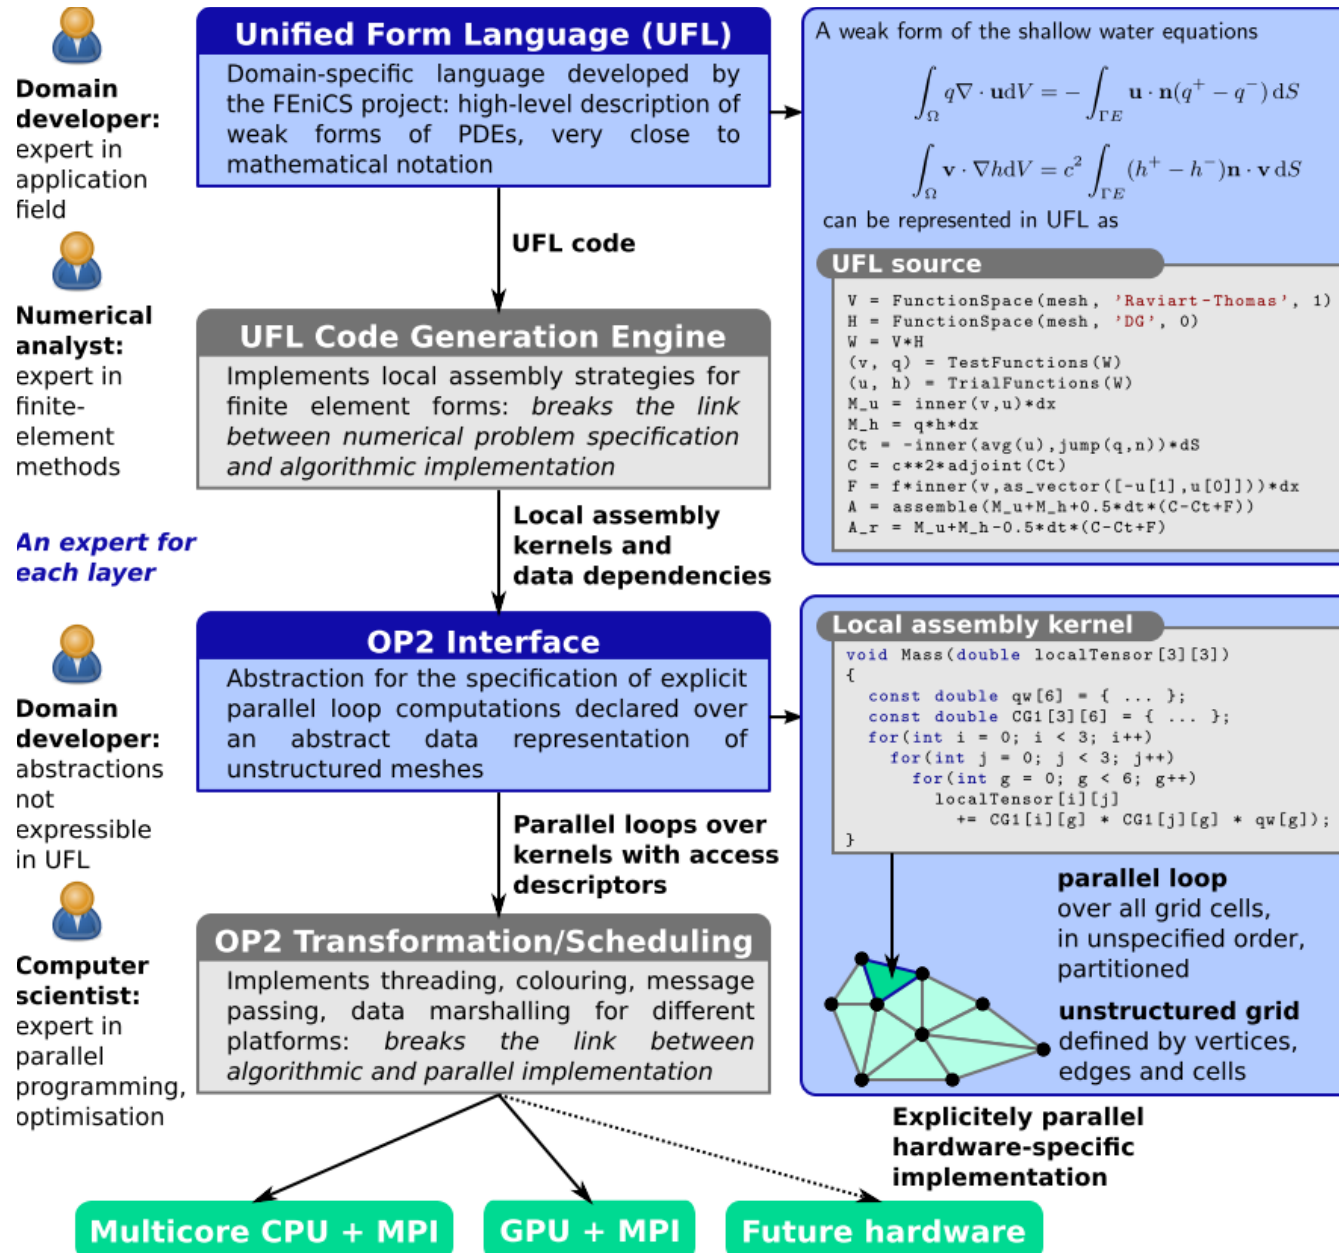 Domain
developer:
expert in
application
field
Numerical
analyst:
expert in
finite-
element
methods
An expert for
each layer
Domain
developer:
abstractions
not
expressible
in UFL
Computer
scientist:
expert in
parallel
programming,
optimisation
Unified Form Language (UFL)
Domain-specific language developed by
the FEniCS project: high-level description of
weak forms of PDEs, very close to
mathematical notation
UFL code
UFL Code Generation Engine
Implements local assembly strategies for
finite element forms: breaks the link
between numerical problem specification
and algorithmic implementation
Local assembly
kernels and
data dependencies
OP2 Interface
Abstraction for the specification of explicit
parallel loop computations declared over
an abstract data representation of
unstructured meshes
Parallel loops over
kernels with access
descriptors
OP2 Transformation/Scheduling
Implements threading, colouring, message
passing, data marshalling for different
platforms: breaks the link between
algorithmic and parallel implementation
A weak form of the shallow water equations
∫_Ω q∇ · udV = − ∫_ΓE u · n(q⁺ − q⁻) dS
∫_Ω v · ∇hdV = c² ∫_ΓE (h⁺ − h⁻)n · v dS
can be represented in UFL as
UFL source
V = FunctionSpace(mesh, 'Raviart-Thomas', 1)
H = FunctionSpace(mesh, 'DG', 0)
W = V*H
(v, q) = TestFunctions(W)
(u, h) = TrialFunctions(W)
M_u = inner(v,u)*dx
M_h = q*h*dx
Ct = -inner(avg(u),jump(q,n))*dS
C = c**2*adjoint(Ct)
F = f*inner(v,as_vector([-u[1],u[0]]))*dx
A = assemble(M_u+M_h+0.5*dt*(C-Ct+F))
A_r = M_u+M_h-0.5*dt*(C-Ct+F)
Local assembly kernel
void Mass(double localTensor[3][3])
{
const double qw[6] = { ... };
const double CG1[3][6] = { ... };
for(int i = 0; i < 3; i++)
for(int j = 0; j < 3; j++)
for(int g = 0; g < 6; g++)
localTensor[i][j]
+= CG1[i][g] * CG1[j][g] * qw[g]);
}
parallel loop
over all grid cells,
in unspecified order,
partitioned
unstructured grid
defined by vertices,
edges and cells
Explicitely parallel
hardware-specific
implementation
Multicore CPU + MPI
GPU + MPI
Future hardware